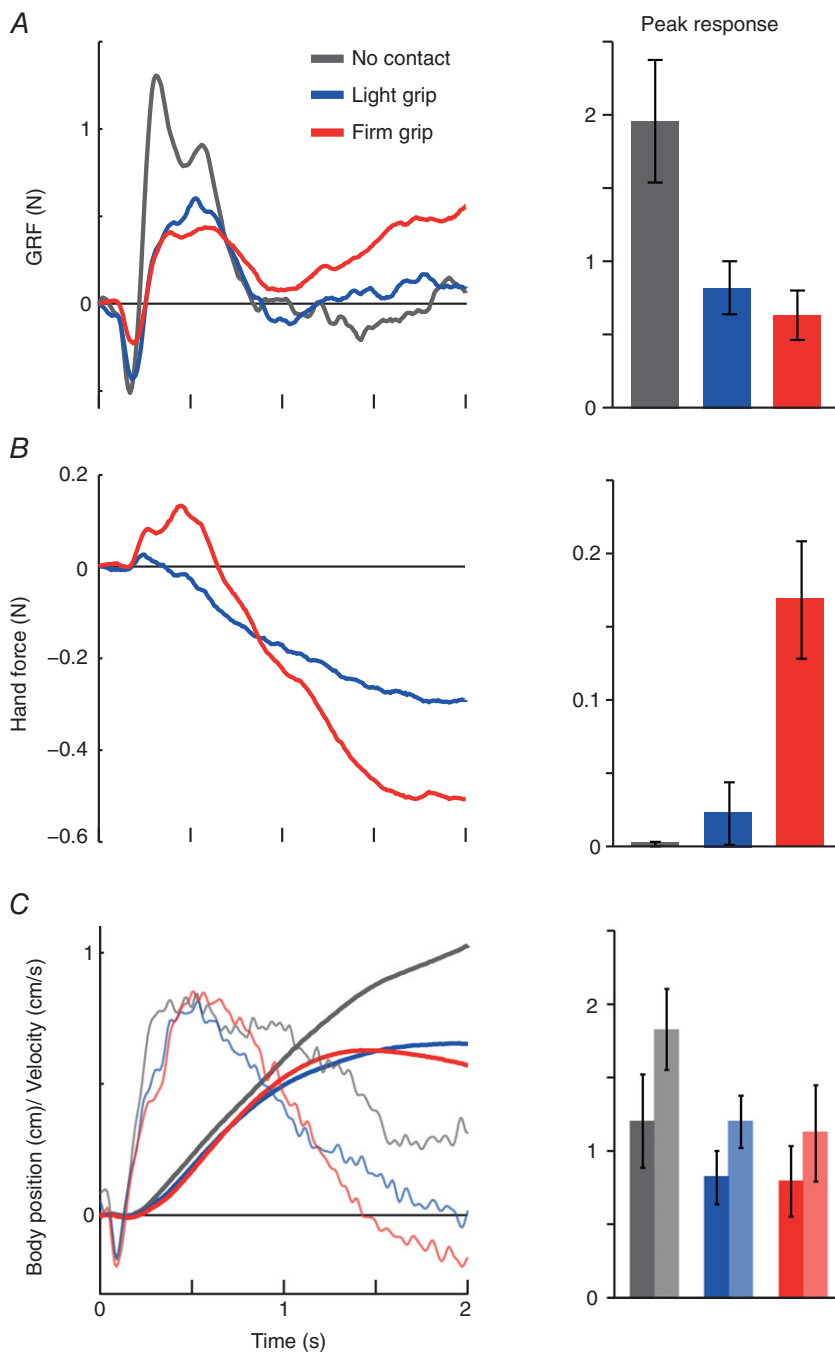 A
Peak response
No contact
Light grip
Firm grip
GRF (N)
1
0
2
1
0
B
Hand force (N)
0.2
0
−0.2
−0.4
−0.6
0.2
0.1
0
C
Body position (cm)/ Velocity (cm/s)
1
0
0
1
2
Time (s)
2
1
0